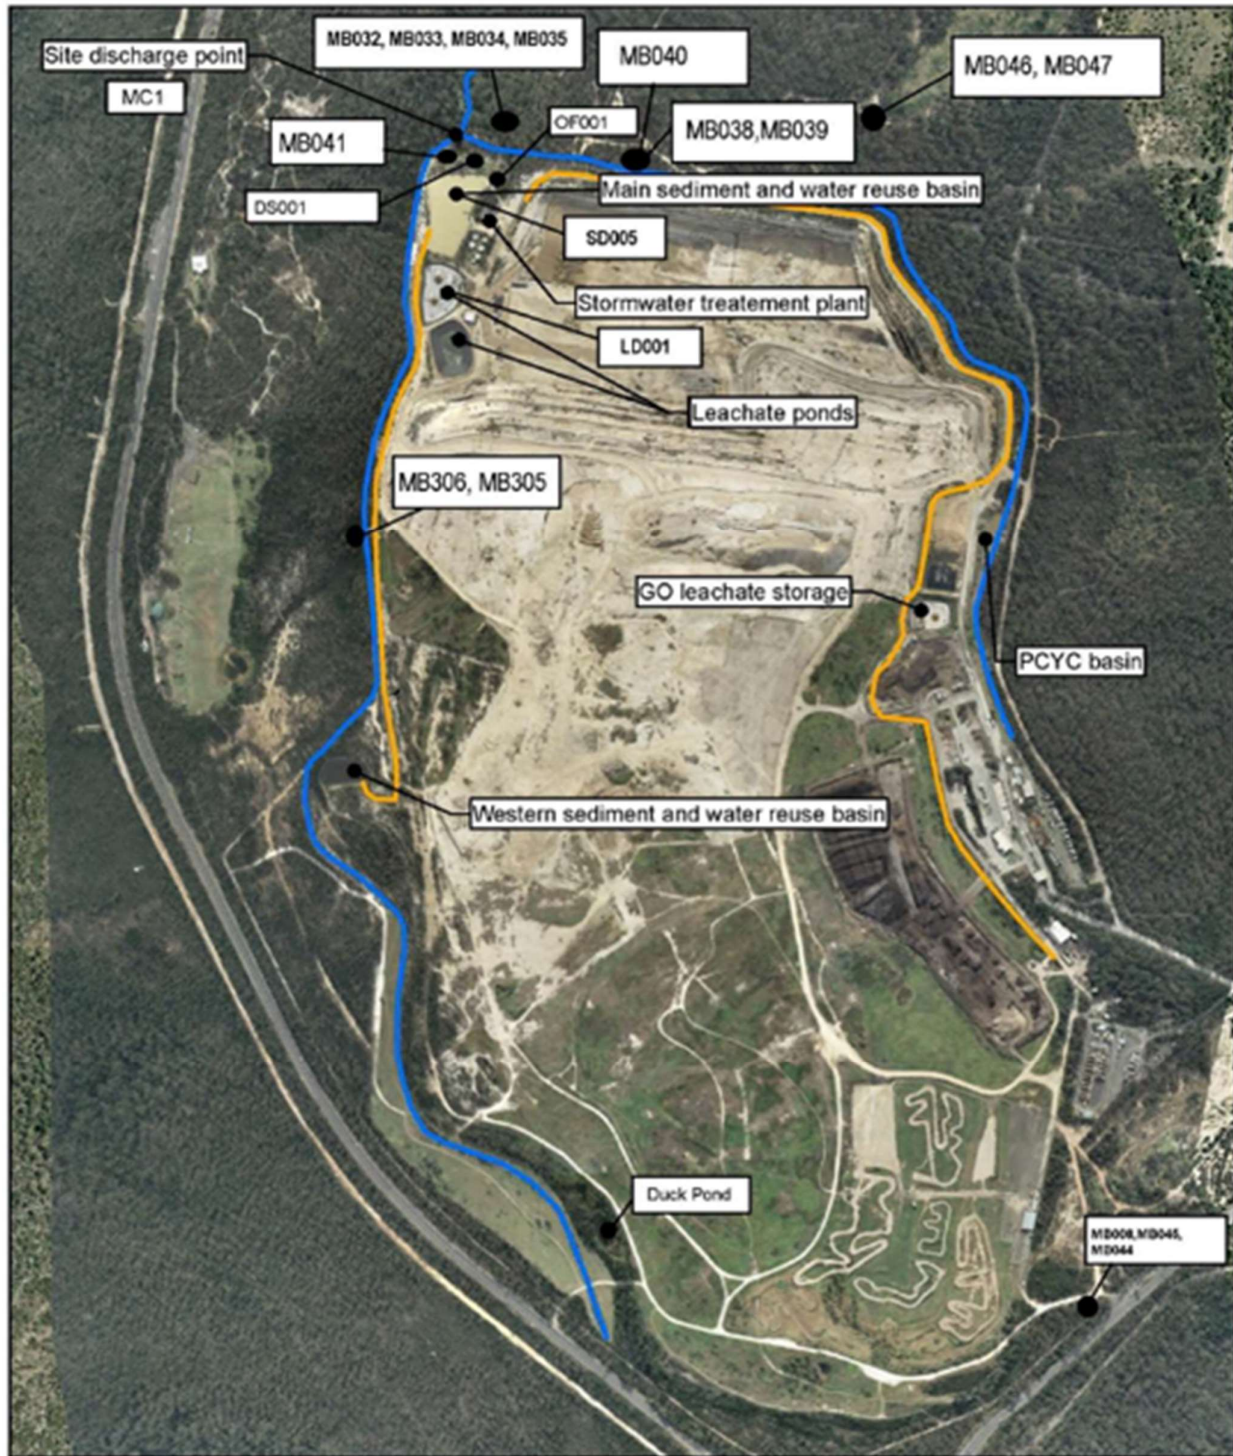 MB032, MB033, MB034, MB035
Site discharge point
MB040
MB046, MB047
MC1
OF001
MB038,MB039
MB041
DS001
Main sediment and water reuse basin
SD005
Stormwater treatement plant
LD001
Leachate ponds
MB306, MB305
GO leachate storage
PCYC basin
Western sediment and water reuse basin
Duck Pond